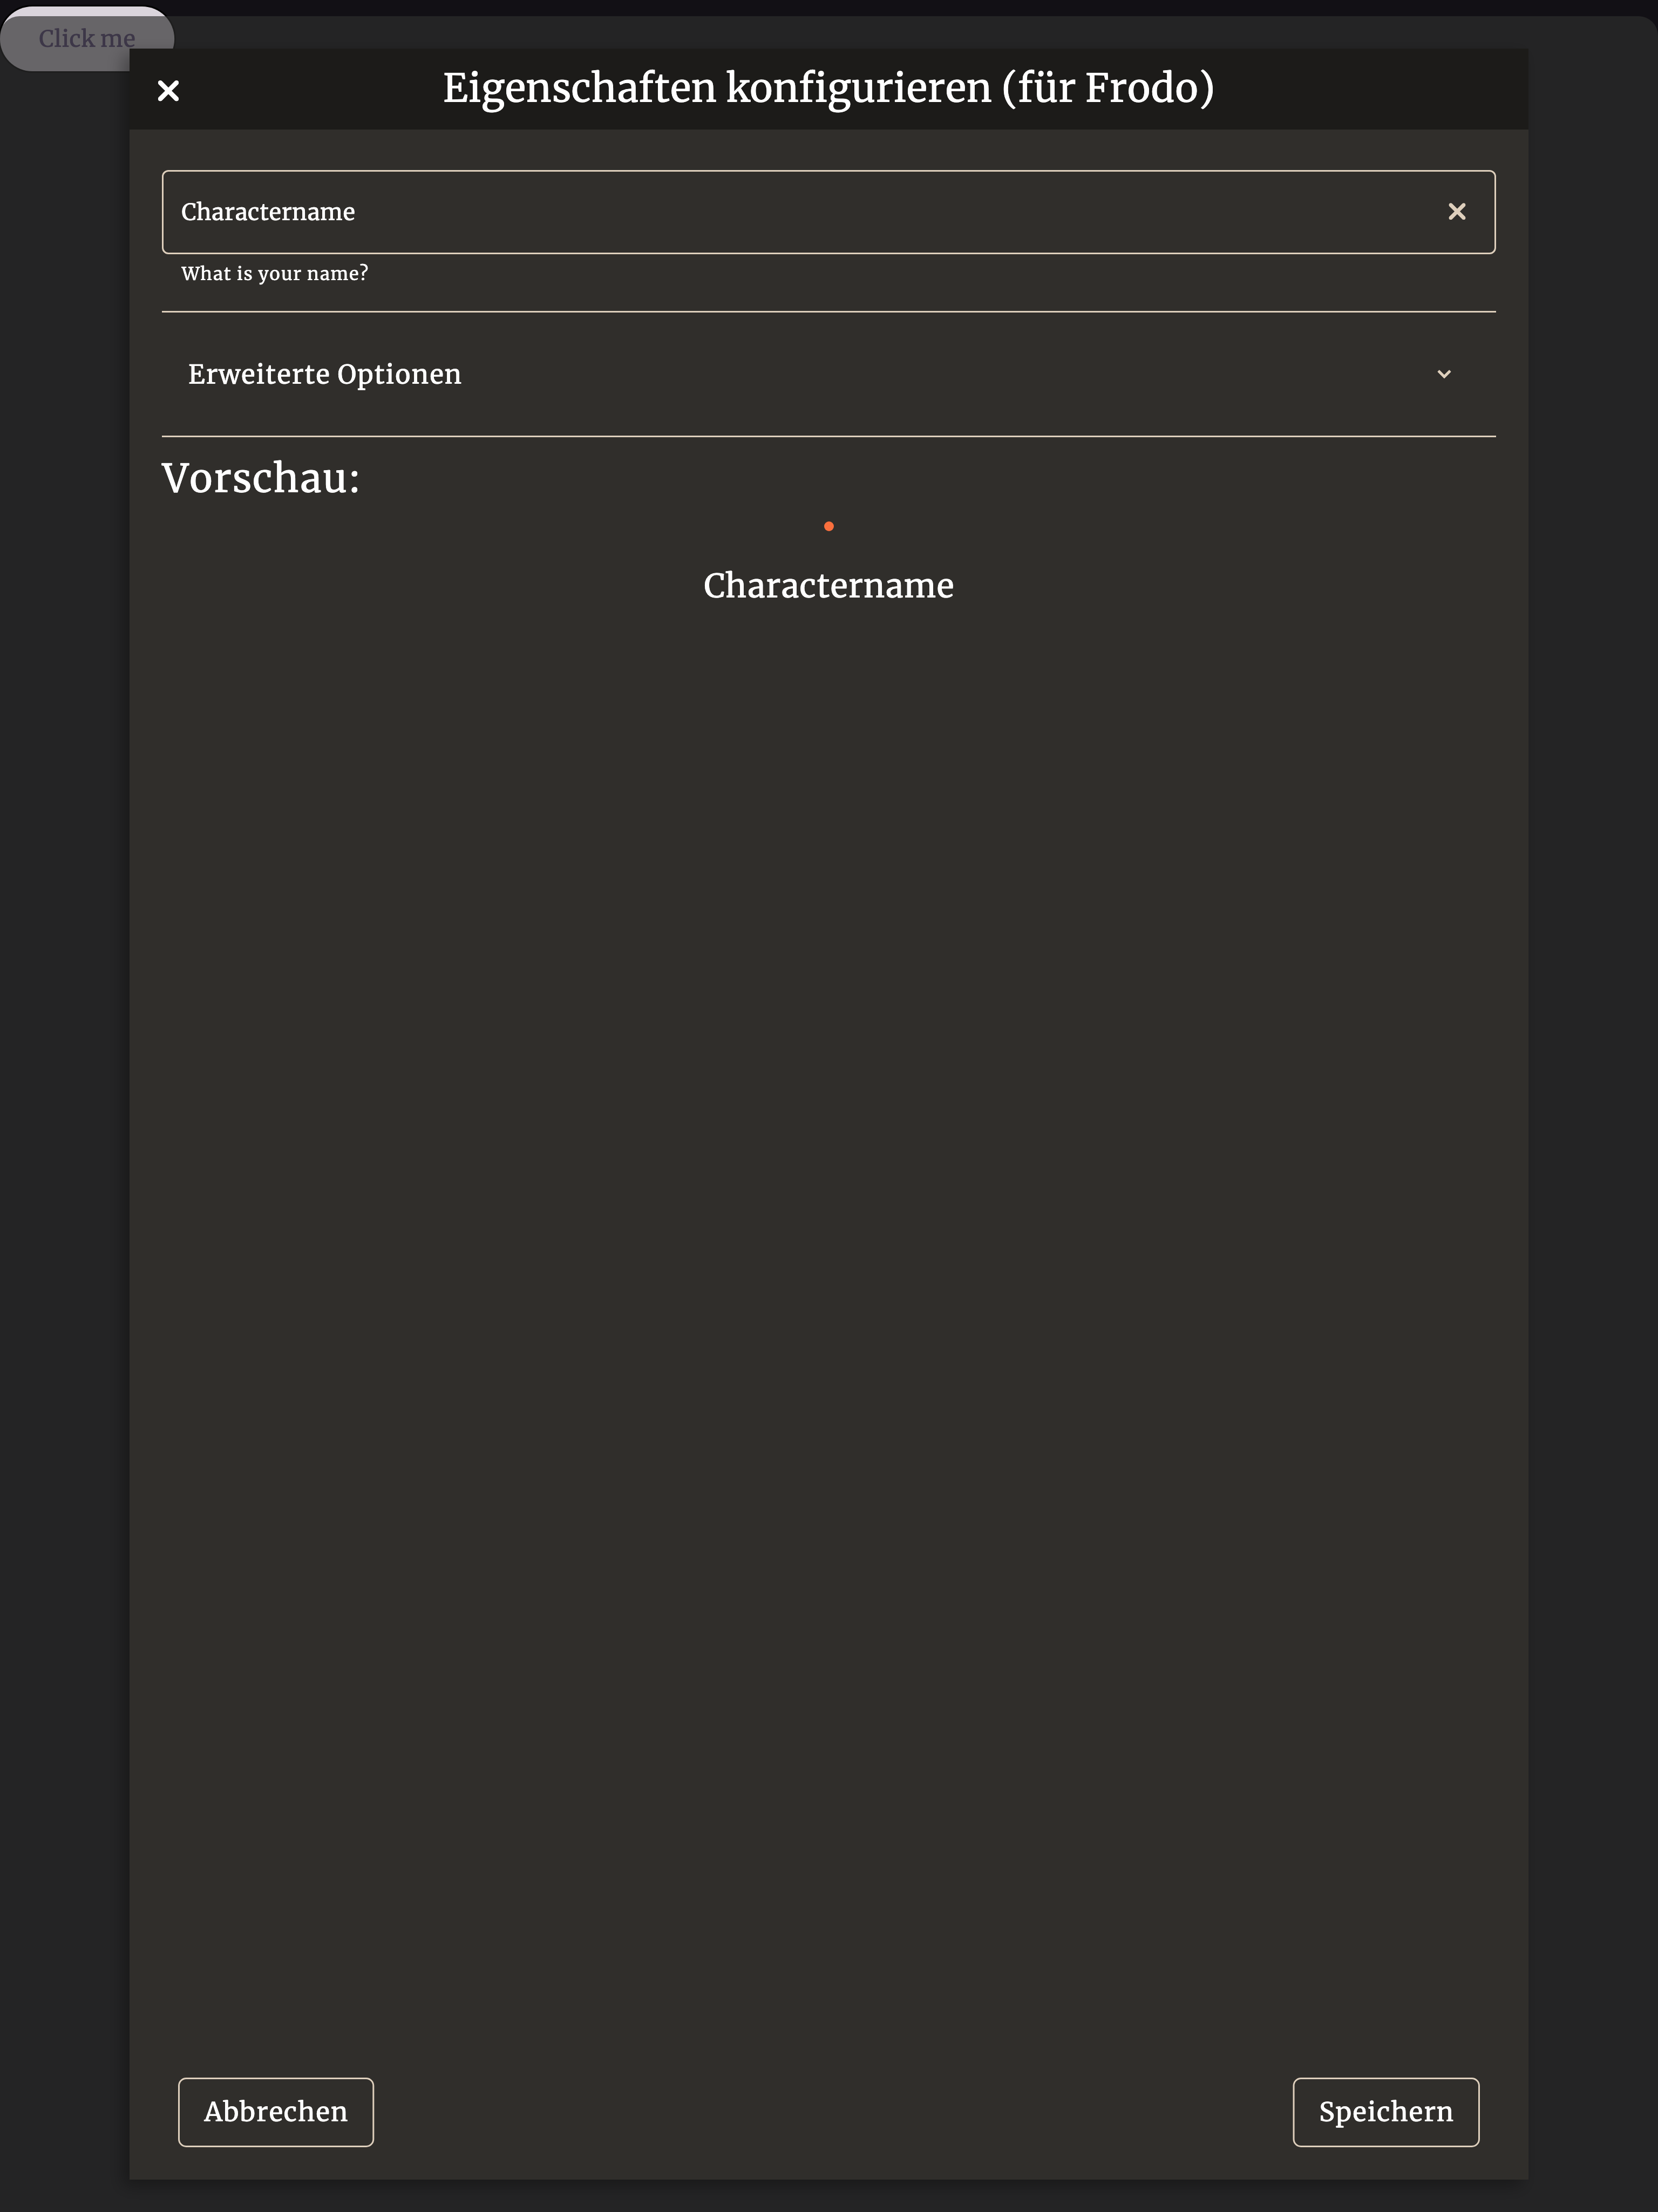 Click me
Eigenschaften konfigurieren (für Frodo)
Charactername
What is your name?
Erweiterte Optionen
Vorschau:
Charactername
Abbrechen
Speichern